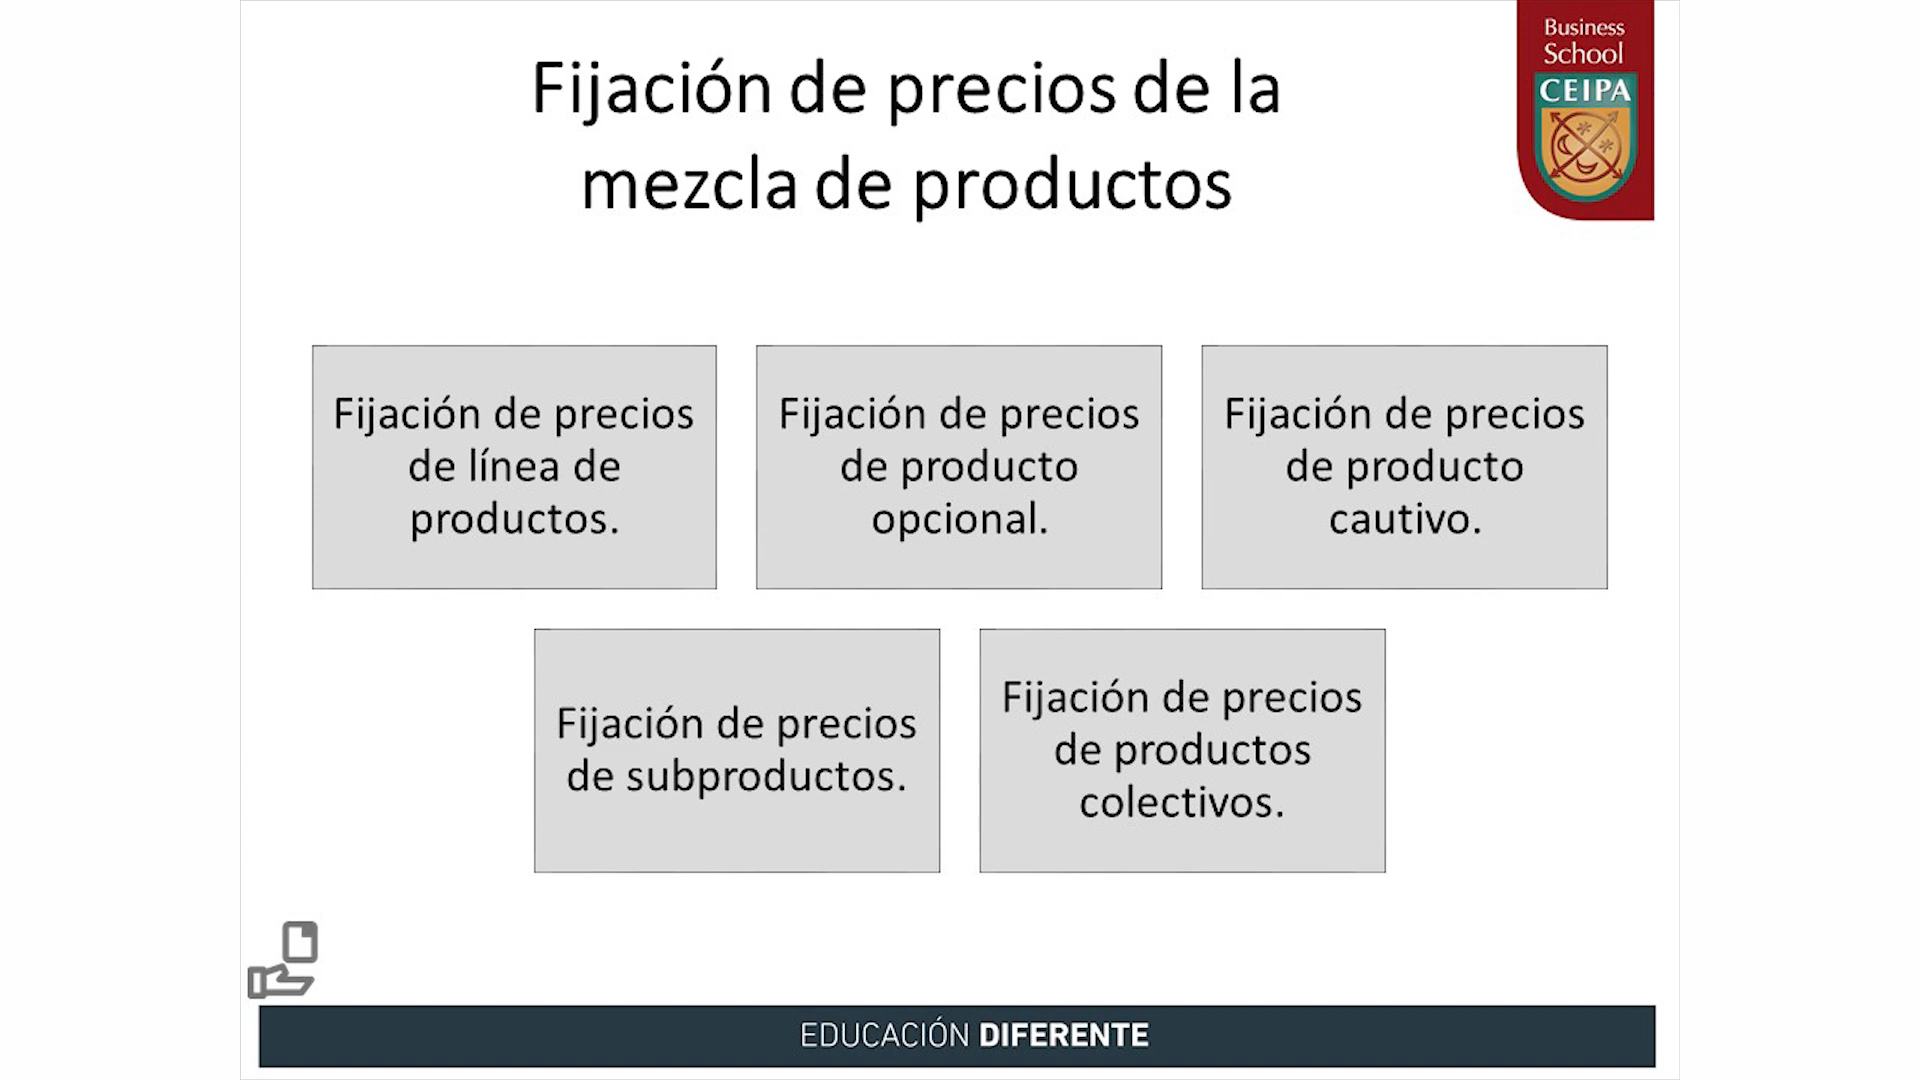 Fijación de precios de la
mezcla de productos
Business
School
CEIPA
Fijación de precios
de línea de
productos.
Fijación de precios
de producto
opcional.
Fijación de precios
de producto
cautivo.
Fijación de precios
de subproductos.
Fijación de precios
de productos
colectivos.
EDUCACIÓN DIFERENTE